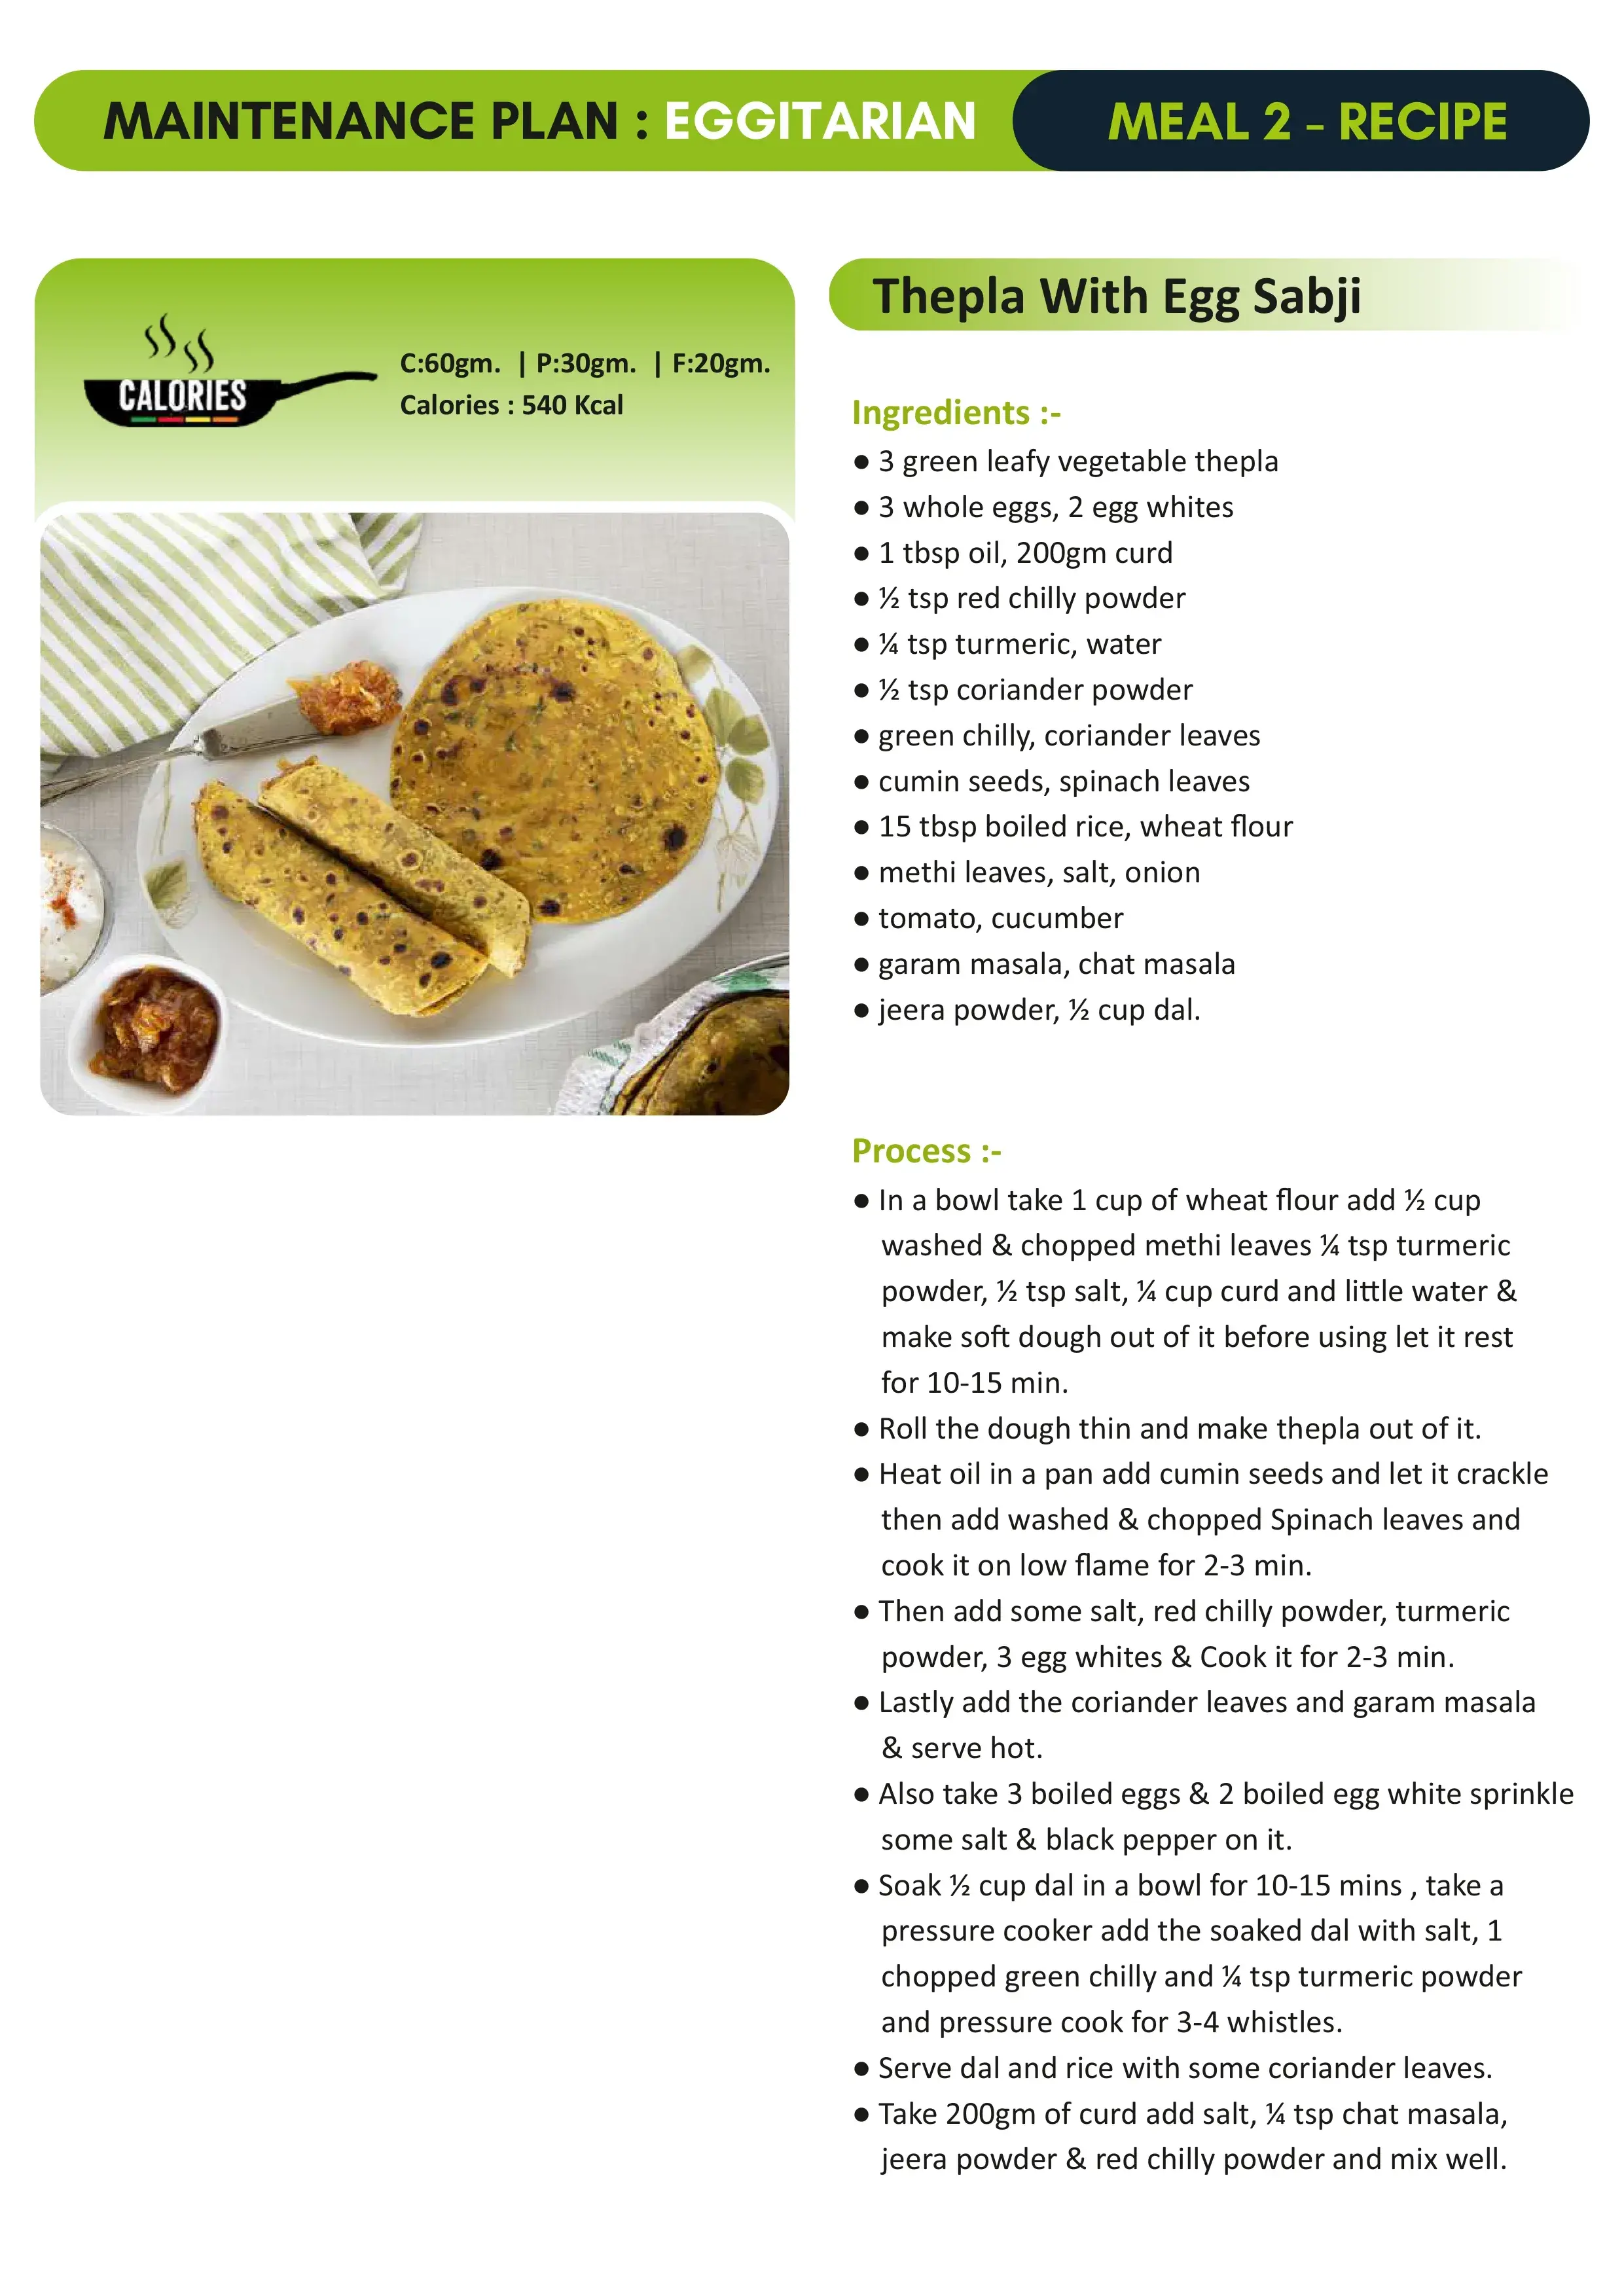 MAINTENANCE PLAN : EGGITARIAN
MEAL 2 - RECIPE
CALORIES
C:60gm. | P:30gm. | F:20gm.
Calories : 540 Kcal
Thepla With Egg Sabji
Ingredients :-
● 3 green leafy vegetable thepla
● 3 whole eggs, 2 egg whites
● 1 tbsp oil, 200gm curd
● ½ tsp red chilly powder
● ¼ tsp turmeric, water
● ½ tsp coriander powder
● green chilly, coriander leaves
● cumin seeds, spinach leaves
● 15 tbsp boiled rice, wheat flour
● methi leaves, salt, onion
● tomato, cucumber
● garam masala, chat masala
● jeera powder, ½ cup dal.
Process :-
● In a bowl take 1 cup of wheat flour add ½ cup
washed & chopped methi leaves ¼ tsp turmeric
powder, ½ tsp salt, ¼ cup curd and little water &
make soft dough out of it before using let it rest
for 10-15 min.
● Roll the dough thin and make thepla out of it.
● Heat oil in a pan add cumin seeds and let it crackle
then add washed & chopped Spinach leaves and
cook it on low flame for 2-3 min.
● Then add some salt, red chilly powder, turmeric
powder, 3 egg whites & Cook it for 2-3 min.
● Lastly add the coriander leaves and garam masala
& serve hot.
● Also take 3 boiled eggs & 2 boiled egg white sprinkle
some salt & black pepper on it.
● Soak ½ cup dal in a bowl for 10-15 mins , take a
pressure cooker add the soaked dal with salt, 1
chopped green chilly and ¼ tsp turmeric powder
and pressure cook for 3-4 whistles.
● Serve dal and rice with some coriander leaves.
● Take 200gm of curd add salt, ¼ tsp chat masala,
jeera powder & red chilly powder and mix well.